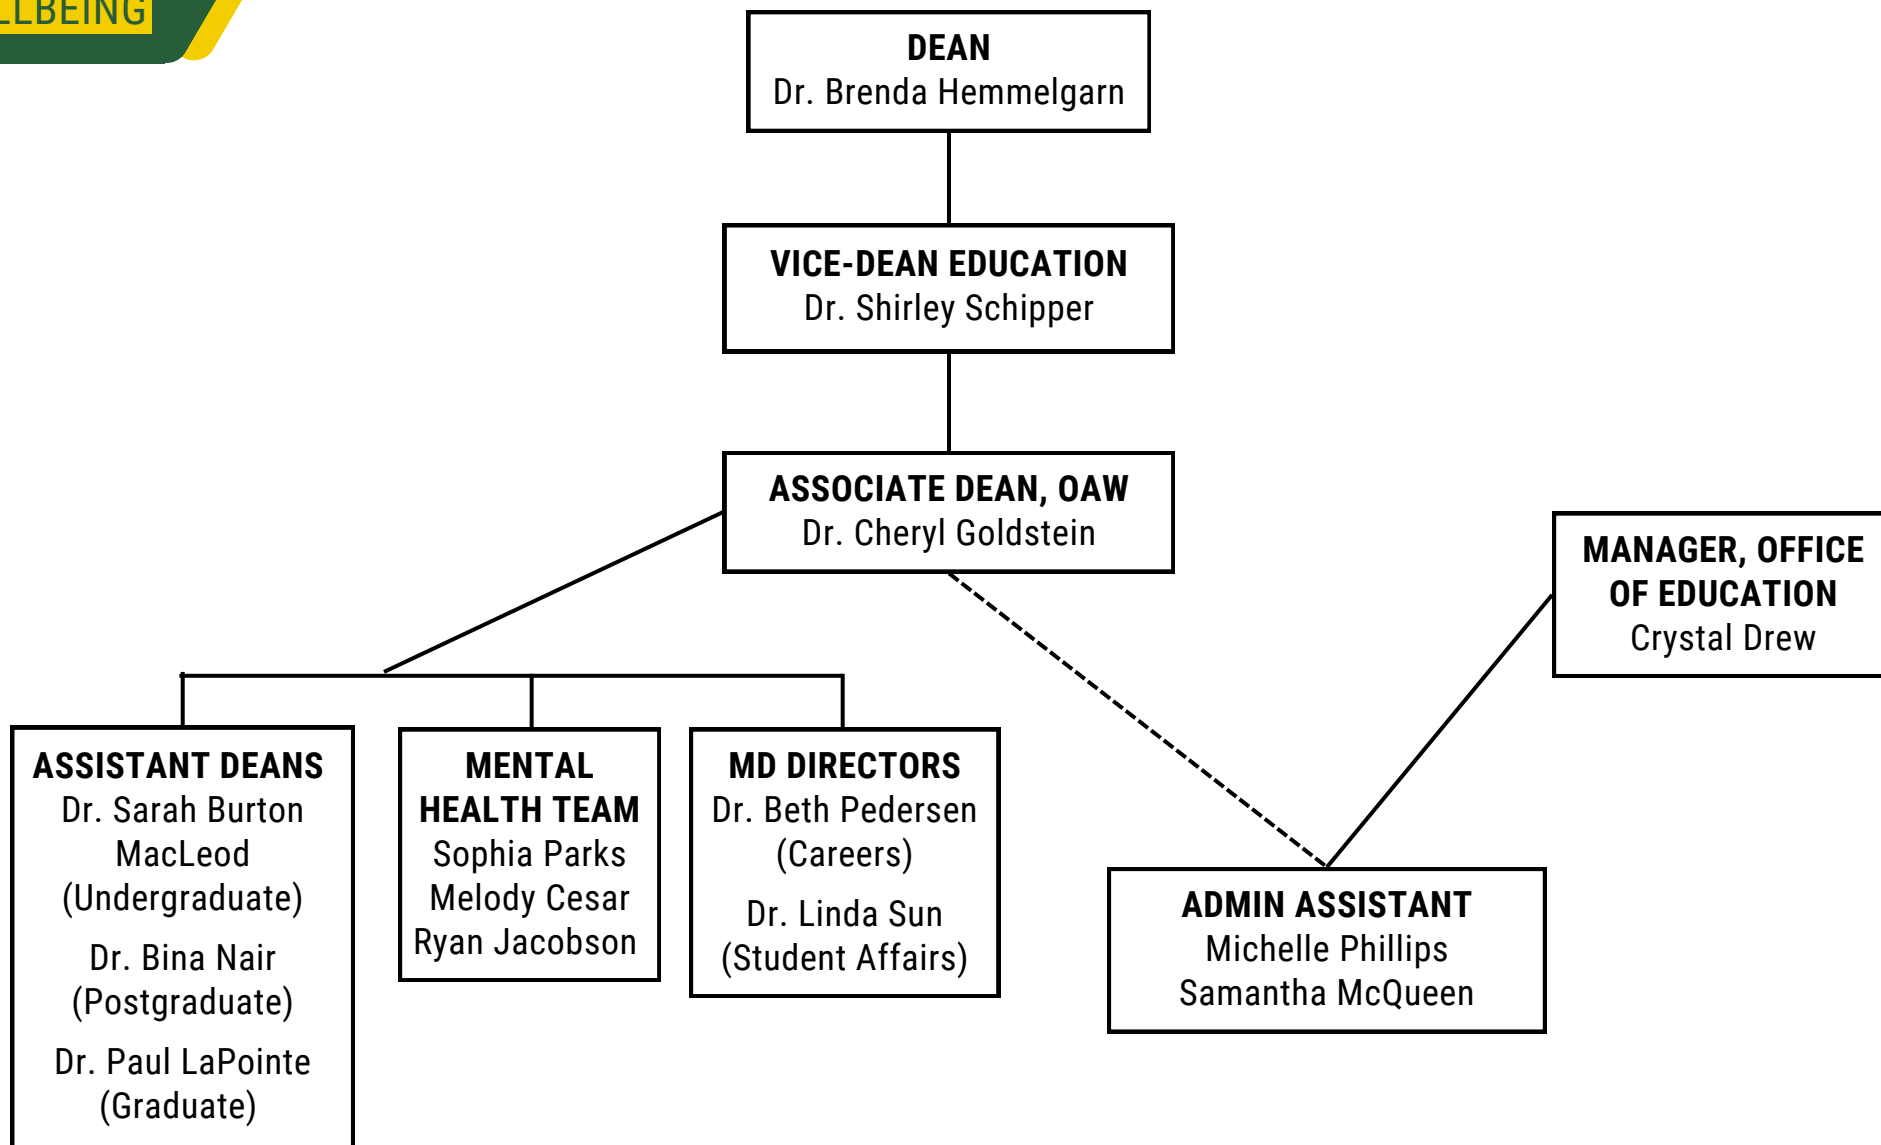 LLBEING
DEAN
Dr. Brenda Hemmelgarn
VICE-DEAN EDUCATION
Dr. Shirley Schipper
ASSOCIATE DEAN, OAW
Dr. Cheryl Goldstein
MANAGER, OFFICE
OF EDUCATION
Crystal Drew
ASSISTANT DEANS
Dr. Sarah Burton
MacLeod
(Undergraduate)
Dr. Bina Nair
(Postgraduate)
Dr. Paul LaPointe
(Graduate)
MENTAL
HEALTH TEAM
Sophia Parks
Melody Cesar
Ryan Jacobson
MD DIRECTORS
Dr. Beth Pedersen
(Careers)
Dr. Linda Sun
(Student Affairs)
ADMIN ASSISTANT
Michelle Phillips
Samantha McQueen